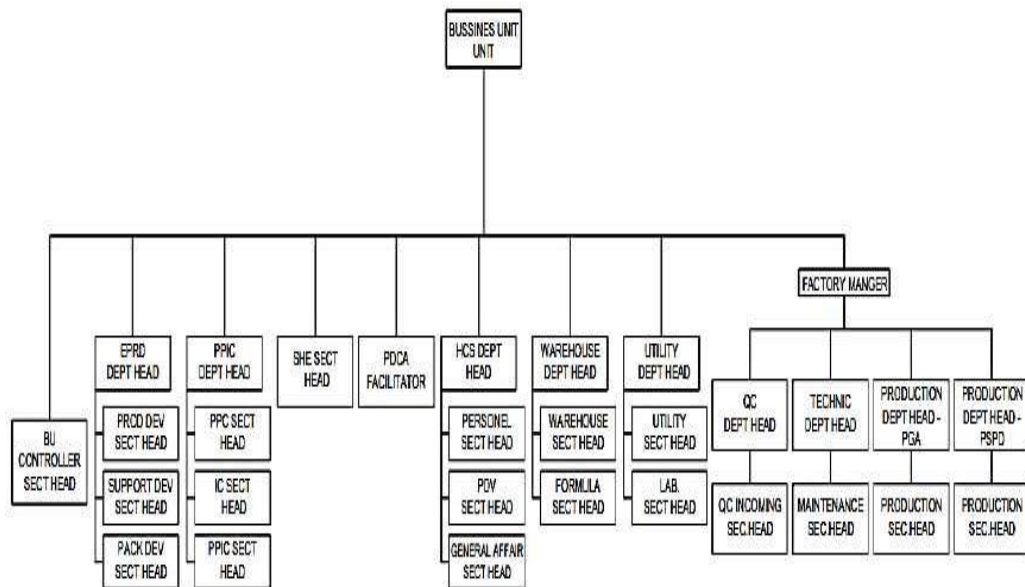 BUSSINES UNIT
UNIT
FACTORY MANGER
EPRD
DEPT HEAD
PPIC
DEPT HEAD
SHE SECT
HEAD
PDCA
FACILITATOR
HCS DEPT
HEAD
WAREHOUSE
DEPT HEAD
UTILITY
DEPT HEAD
QC
DEPT HEAD
TECHNIC
DEPT HEAD
PRODUCTION
DEPT HEAD -
PGA
PRODUCTION
DEPT HEAD -
PSPD
BU
CONTROLLER
SECT HEAD
PROD DEV
SECT HEAD
PPC SECT
HEAD
PERSONEL
SECT HEAD
WAREHOUSE
SECT HEAD
UTILITY
SECT HEAD
SUPPORT DEV
SECT HEAD
IC SECT
HEAD
PDV
SECT HEAD
FORMULA
SECT HEAD
LAB.
SECT HEAD
QC INCOMING
SEC.HEAD
MAINTENANCE
SEC.HEAD
PRODUCTION
SEC.HEAD
PRODUCTION
SEC.HEAD
PACK DEV
SECT HEAD
PPIC SECT
HEAD
GENERAL AFFAIR
SECT HEAD